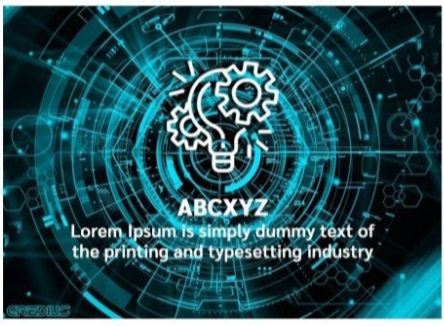 ABCXYZ
Lorem Ipsum is simply dummy text of
the printing and typesetting industry